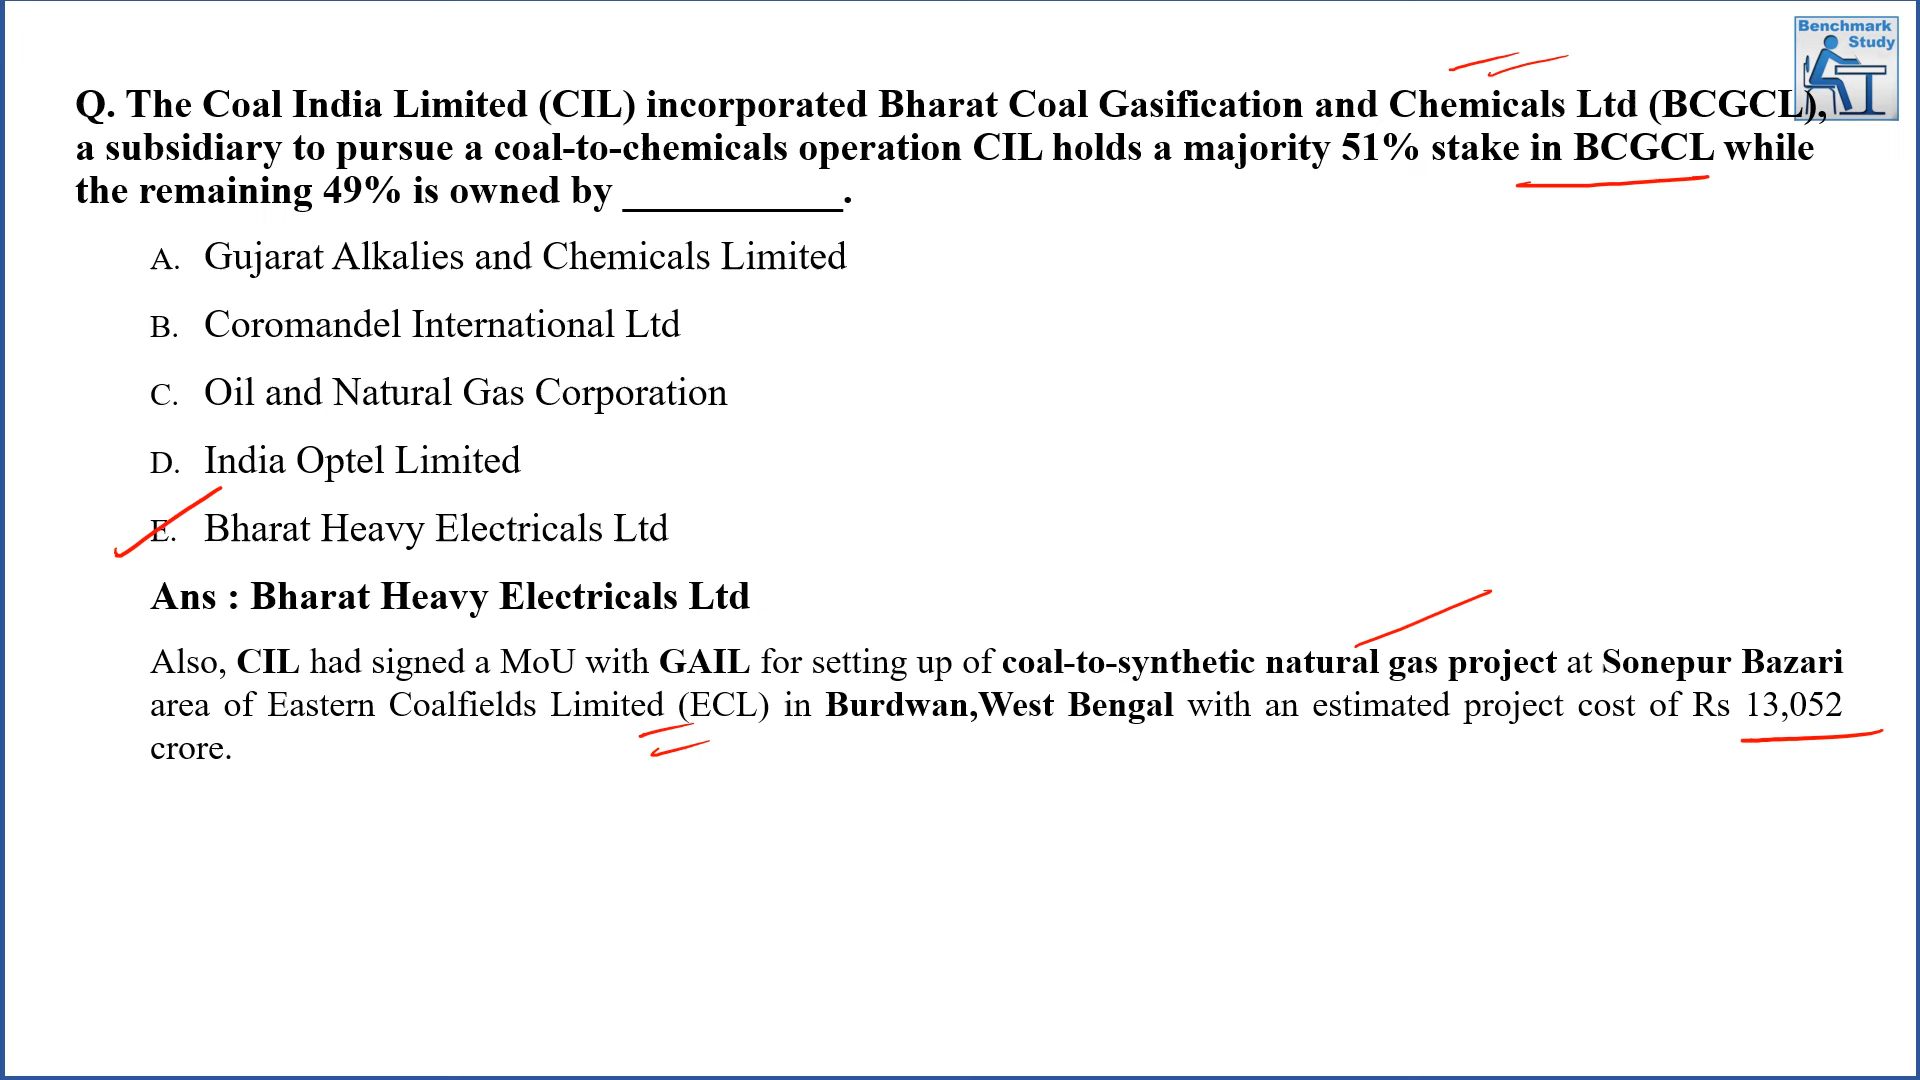 Benchmark
Study
Q. The Coal India Limited (CIL) incorporated Bharat Coal Gasification and Chemicals Ltd (BCGCL),
a subsidiary to pursue a coal-to-chemicals operation CIL holds a majority 51% stake in BCGCL while
the remaining 49% is owned by ___________.
A. Gujarat Alkalies and Chemicals Limited
B. Coromandel International Ltd
C. Oil and Natural Gas Corporation
D. India Optel Limited
E. Bharat Heavy Electricals Ltd
Ans : Bharat Heavy Electricals Ltd
Also, CIL had signed a MoU with GAIL for setting up of coal-to-synthetic natural gas project at Sonepur Bazari
area of Eastern Coalfields Limited (ECL) in Burdwan,West Bengal with an estimated project cost of Rs 13,052
crore.